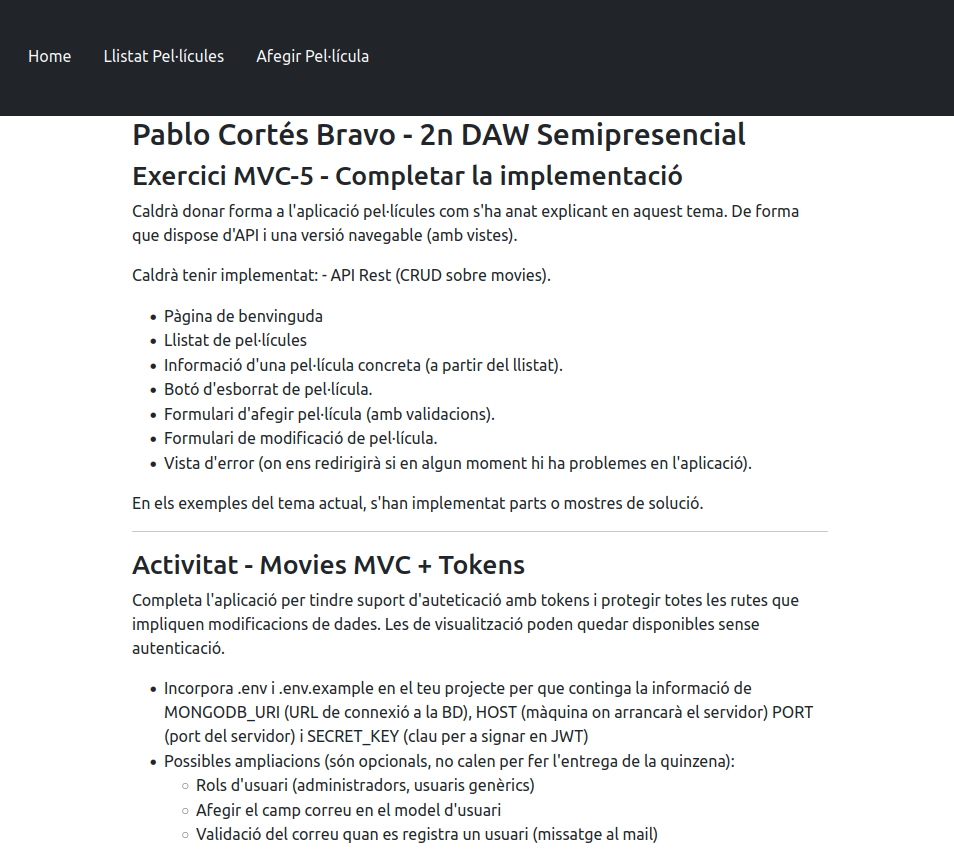 Home Llistat Pel·lícules Afegir Pel·lícula
Pablo Cortés Bravo - 2n DAW Semipresencial
Exercici MVC-5 - Completar la implementació
Caldrà donar forma a l'aplicació pel·lícules com s'ha anat explicant en aquest tema. De forma
que dispose d'API i una versió navegable (amb vistes).
Caldrà tenir implementat: - API Rest (CRUD sobre movies).
• Pàgina de benvinguda
• Llistat de pel·lícules
• Informació d'una pel·lícula concreta (a partir del llistat).
• Botó d'esborrat de pel·lícula.
• Formulari d'afegir pel·lícula (amb validacions).
• Formulari de modificació de pel·lícula.
• Vista d'error (on ens redirigirà si en algun moment hi ha problemes en l'aplicació).
En els exemples del tema actual, s'han implementat parts o mostres de solució.
Activitat - Movies MVC + Tokens
Completa l'aplicació per tindre suport d'auteticació amb tokens i protegir totes les rutes que
impliquen modificacions de dades. Les de visualització poden quedar disponibles sense
autenticació.
• Incorpora .env i .env.example en el teu projecte per que continga la informació de
MONGODB_URI (URL de connexió a la BD), HOST (màquina on arrancarà el servidor) PORT
(port del servidor) i SECRET_KEY (clau per a signar en JWT)
• Possibles ampliacions (són opcionals, no calen per fer l'entrega de la quinzena):
◦ Rols d'usuari (administradors, usuaris genèrics)
◦ Afegir el camp correu en el model d'usuari
◦ Validació del correu quan es registra un usuari (missatge al mail)